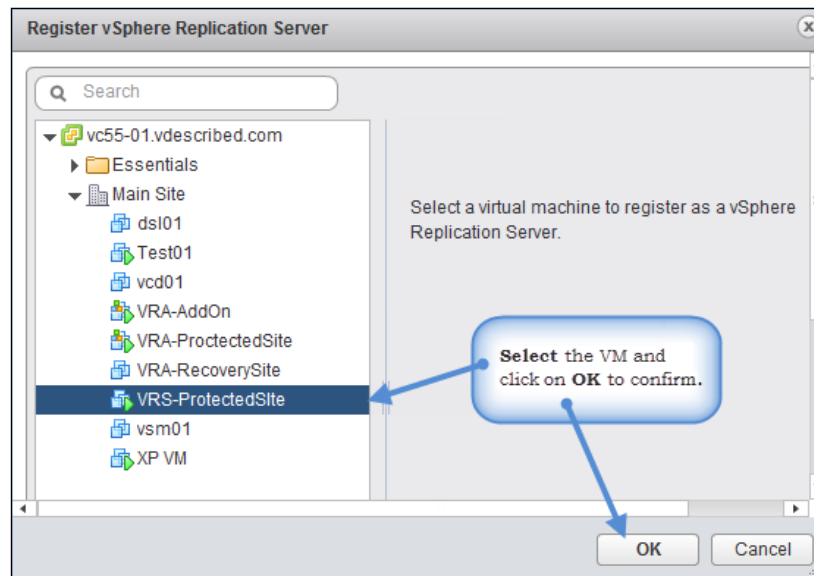 Register vSphere Replication Server
Search
vc55-01.vdescribed.com
Essentials
Main Site
dsl01
Test01
vcd01
VRA-AddOn
VRA-ProctectedSite
VRA-RecoverySite
VRS-ProtectedSIte
vsm01
XP VM
Select a virtual machine to register as a vSphere
Replication Server.
Select the VM and
click on OK to confirm.
OK
Cancel